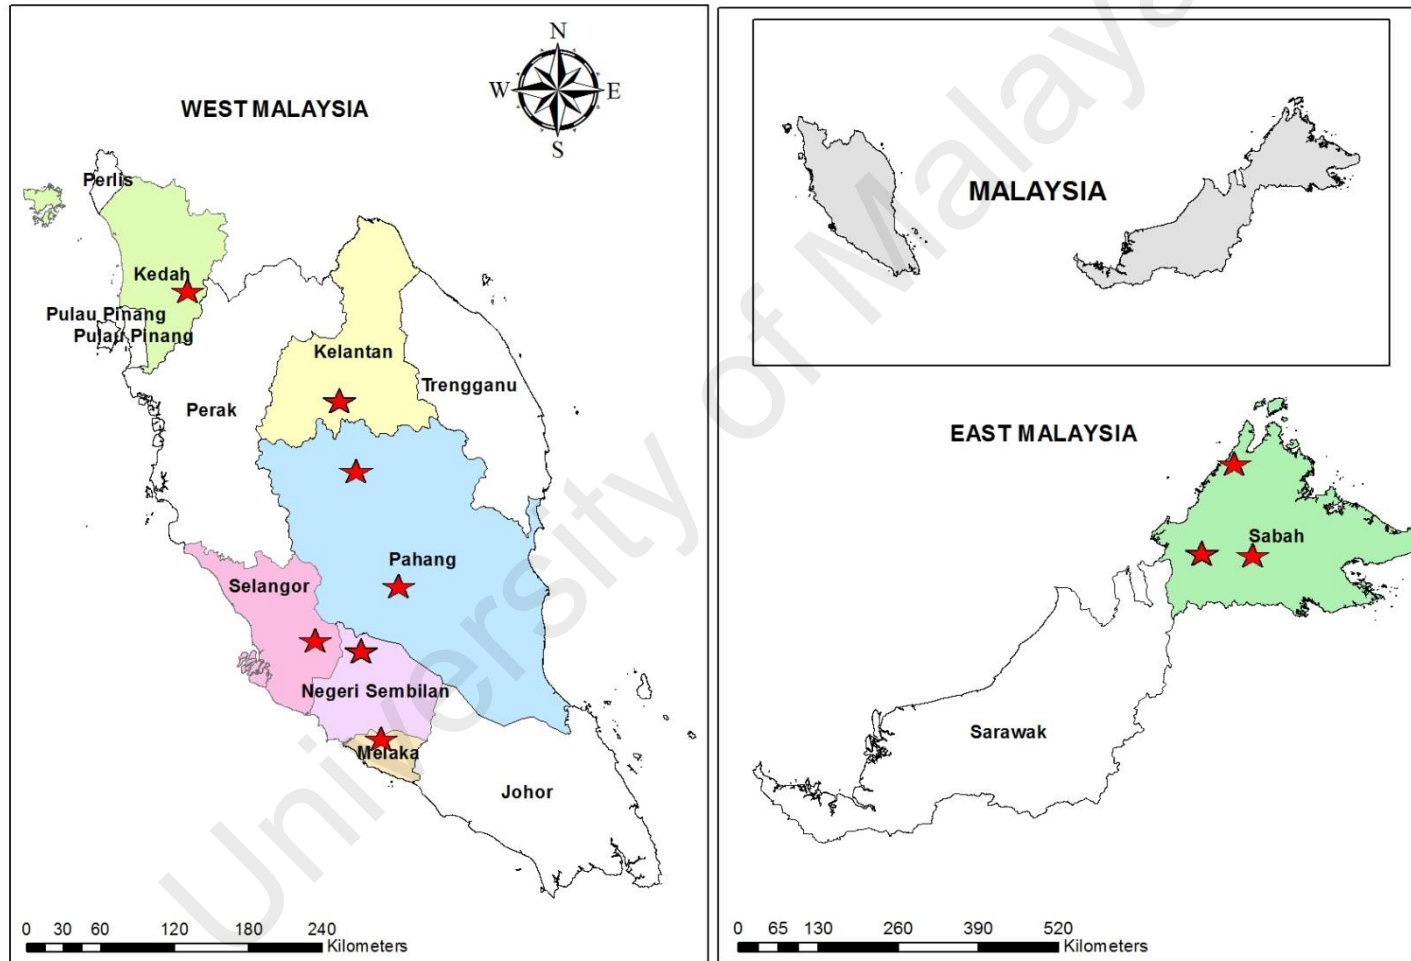 WEST MALAYSIA
N
W
E
S
Perlis
Kedah
Pulau Pinang
Pulau Pinang
Kelantan
Trengganu
Perak
Pahang
Selangor
Negeri Sembilan
Melaka
Johor
0 30 60 120 180 240
Kilometers
MALAYSIA
EAST MALAYSIA
Sabah
Sarawak
0 65 130 260 390 520
Kilometers
University of Malaya